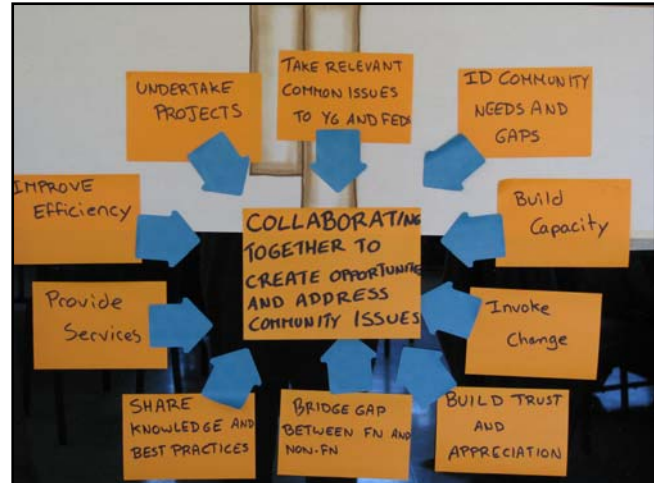 UNDERTAKE
PROJECTS
TAKE RELEVANT
COMMON ISSUES
TO YG AND FEDS
ID COMMUNITY
NEEDS AND
GAPS
IMPROVE
Efficiency
COLLABORATING
TOGETHER TO
CREATE OPPORTUNITIES
AND ADDRESS
COMMUNITY ISSUES
Build
Capacity
Provide
Services
Invoke
Change
SHARE
KNOWLEDGE AND
BEST PRACTICES
BRIDGE GAP
BETWEEN FN AND
NON-FN
BUILD TRUST
AND
APPRECIATION